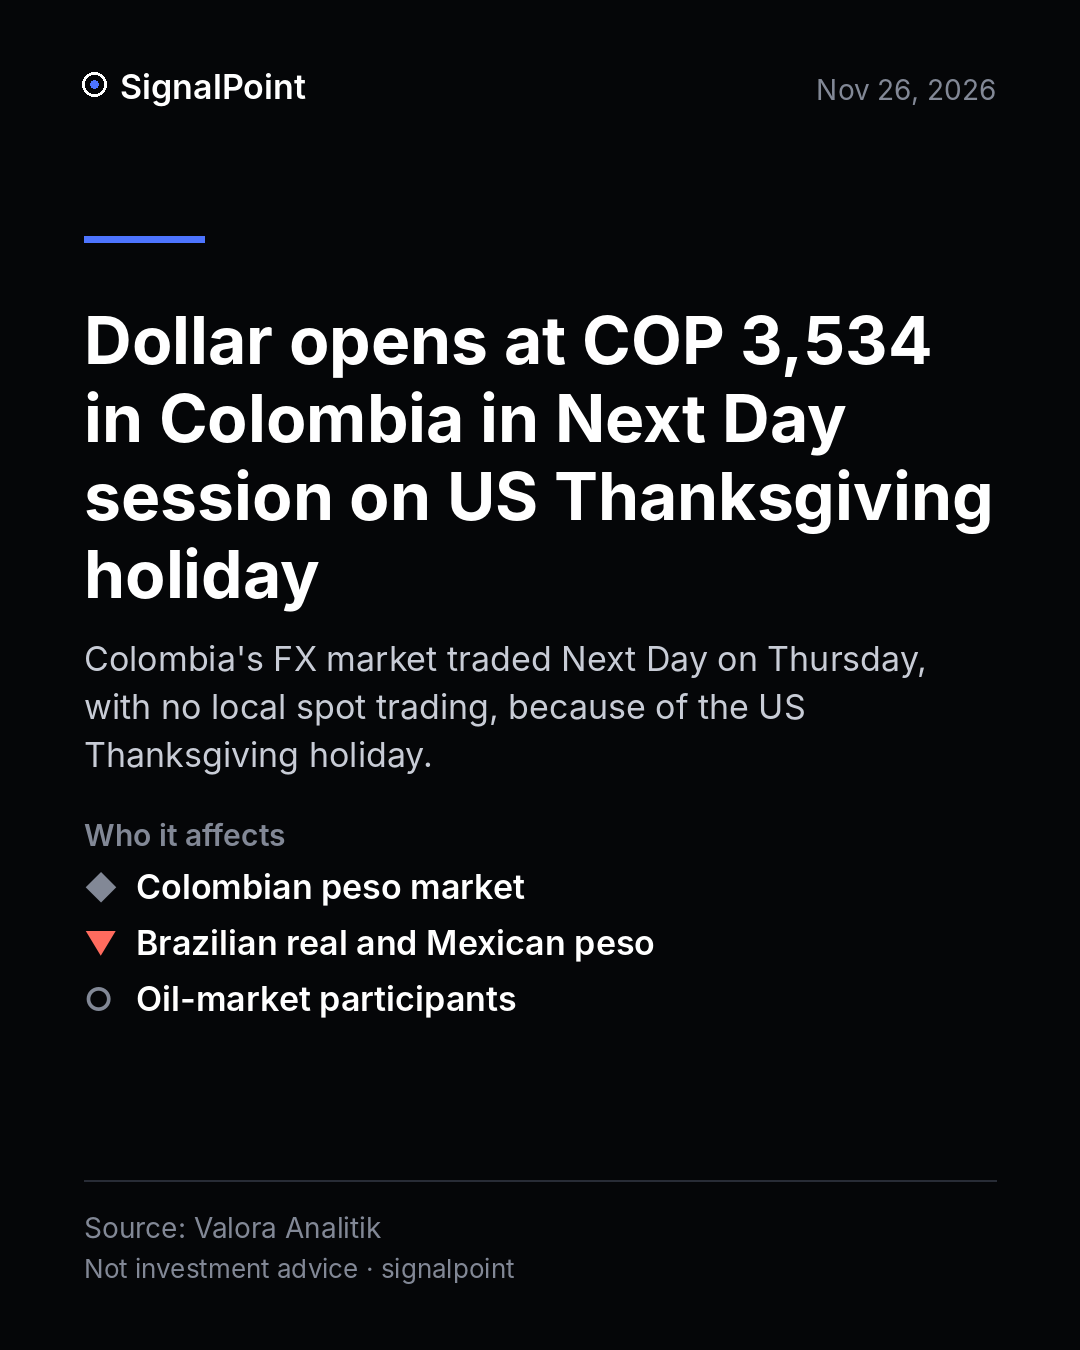 SignalPoint
Nov 26, 2026
Dollar opens at COP 3,534
in Colombia in Next Day
session on US Thanksgiving
holiday
Colombia's FX market traded Next Day on Thursday,
with no local spot trading, because of the US
Thanksgiving holiday.
Who it affects
Colombian peso market
Brazilian real and Mexican peso
Oil-market participants
Source: Valora Analitik
Not investment advice · signalpoint